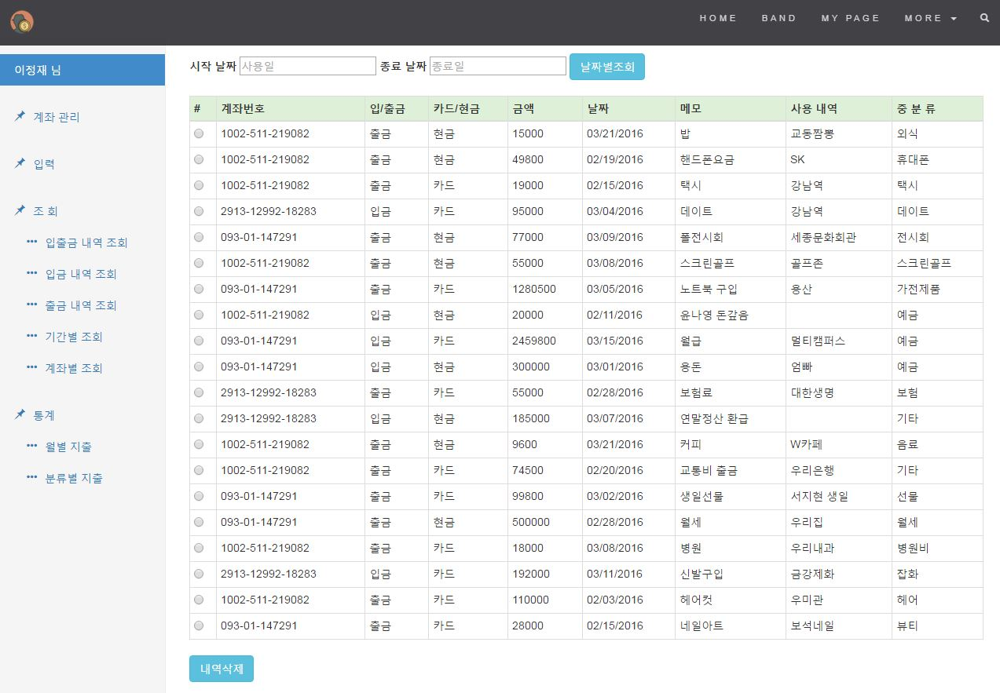 HOME BAND MY PAGE MORE
이정재 님
계좌 관리
입력
조 회
입출금 내역 조회
입금 내역 조회
출금 내역 조회
기간별 조회
계좌별 조회
통계
월별 지출
분류별 지출
시작 날짜 사용일 종료 날짜 종료일 날짜별조회
# 계좌번호 입/출금 카드/현금 금액 날짜 메모 사용 내역 중 분 류
1002-511-219082 출금 현금 15000 03/21/2016 밥 교동짬뽕 외식
1002-511-219082 출금 현금 49800 02/19/2016 핸드폰요금 SK 휴대폰
1002-511-219082 출금 카드 19000 02/15/2016 택시 강남역 택시
2913-12992-18283 입금 카드 95000 03/04/2016 데이트 강남역 데이트
093-01-147291 출금 현금 77000 03/09/2016 폴전시회 세종문화회관 전시회
1002-511-219082 출금 현금 55000 03/08/2016 스크린골프 골프존 스크린골프
093-01-147291 출금 카드 1280500 03/05/2016 노트북 구입 용산 가전제품
1002-511-219082 입금 현금 20000 02/11/2016 윤나영 돈갚음 예금
093-01-147291 입금 카드 2459800 03/15/2016 월급 멀티캠퍼스 예금
093-01-147291 입금 현금 300000 03/01/2016 용돈 엄빠 예금
2913-12992-18283 출금 카드 55000 02/28/2016 보험료 대한생명 보험
2913-12992-18283 입금 현금 185000 03/07/2016 연말정산 환급 기타
1002-511-219082 출금 현금 9600 03/21/2016 커피 W카페 음료
1002-511-219082 출금 카드 74500 02/20/2016 교통비 출금 우리은행 기타
093-01-147291 출금 카드 99800 03/02/2016 생일선물 서지현 생일 선물
093-01-147291 출금 현금 500000 02/28/2016 월세 우리집 월세
1002-511-219082 출금 카드 18000 03/08/2016 병원 우리내과 병원비
2913-12992-18283 입금 카드 192000 03/11/2016 신발구입 금강제화 잡화
1002-511-219082 출금 카드 110000 02/03/2016 헤어컷 우미관 헤어
093-01-147291 출금 카드 28000 02/15/2016 네일아트 보석네일 뷰티
내역삭제